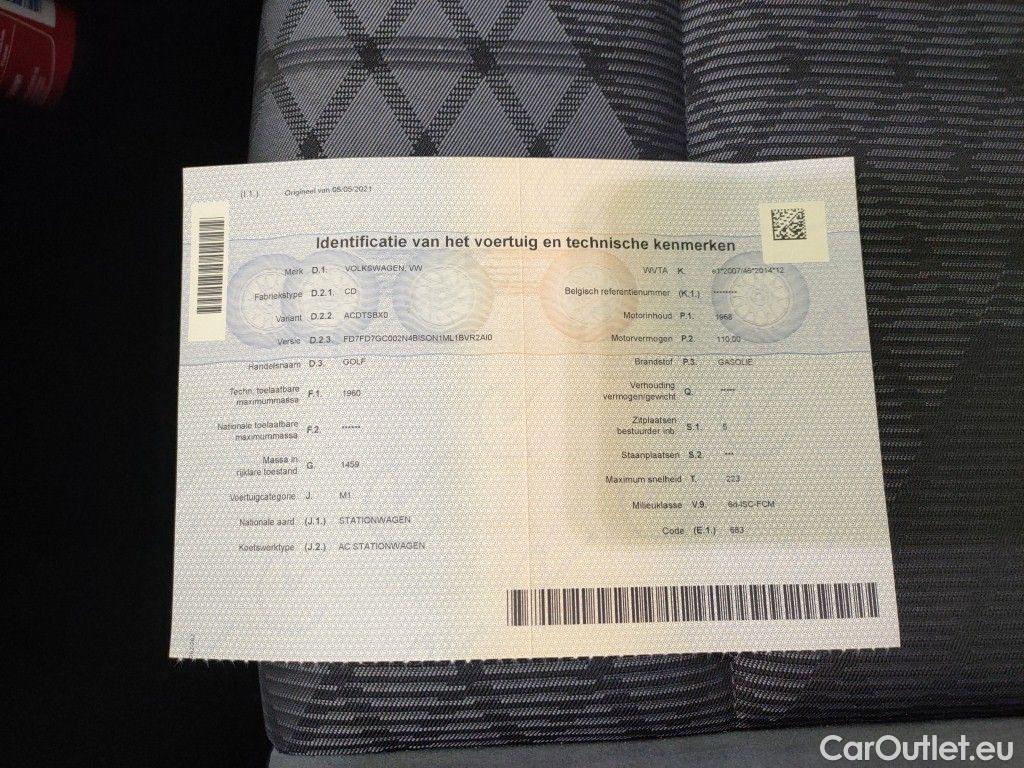 (I.1.) Origineel van 05/05/2021
Identificatie van het voertuig en technische kenmerken
Merk D.1. VOLKSWAGEN, VW
Fabriekstype D.2.1. CD
Variant D.2.2. ACDTSBX0
Versie D.2.3. FD7FD7GC002N4BISON1ML1BVR2AI0
Handelsnaam D.3. GOLF
Techn. toelaatbare
maximummassa F.1. 1960
Nationale toelaatbare
maximummassa F.2. ******
Massa in
rijklare toestand G. 1459
Voertuigcategorie J. M1
Nationale aard (J.1.) STATIONWAGEN
Koetswerktype (J.2.) AC STATIONWAGEN
WVTA K. e1*2007/46*2014*12
Belgisch referentienummer (K.1.) ********
Motorinhoud P.1. 1968
Motorvermogen P.2. 110,00
Brandstof P.3. GASOLIE
Verhouding
vermogen/gewicht Q. *****
Zitplaatsen
bestuurder inb. S.1. 5
Staanplaatsen S.2. ***
Maximum snelheid T. 223
Milieuklasse V.9. 6d-ISC-FCM
Code (E.1.) 683
CarOutlet.eu